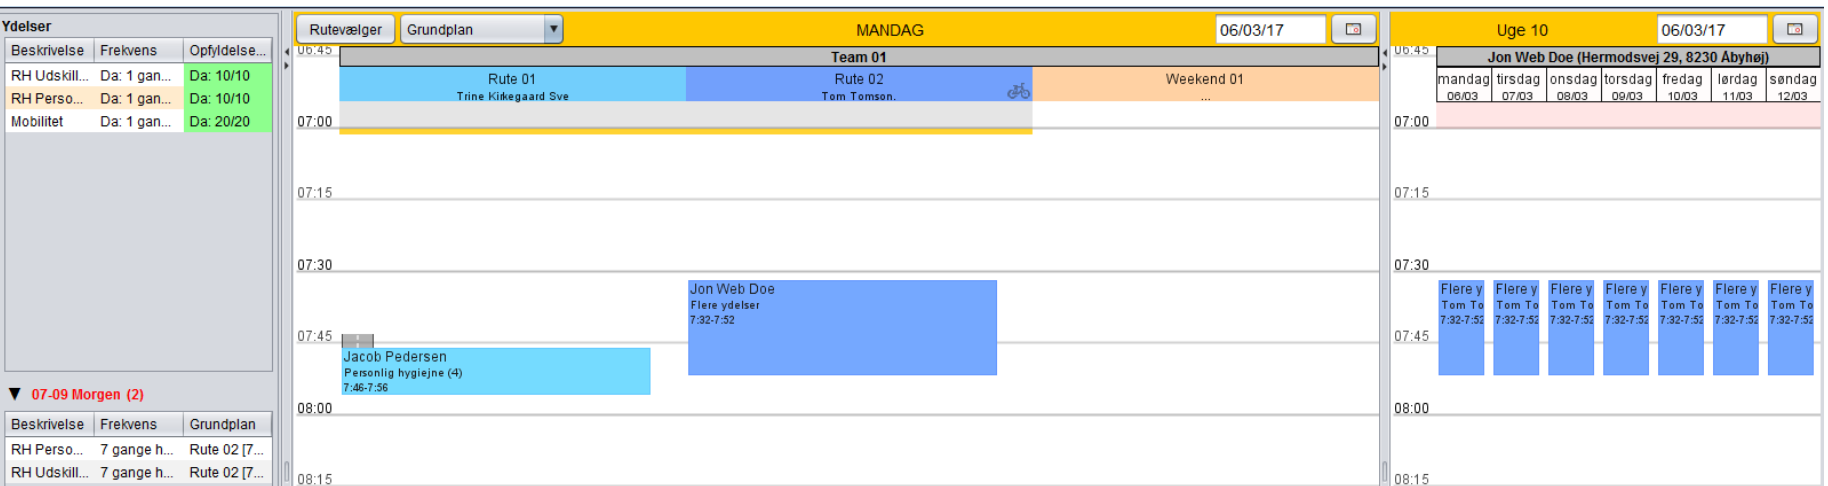 Ydelser
Beskrivelse Frekvens Opfyldelse...
RH Udskill... Da: 1 gan... Da: 10/10
RH Perso... Da: 1 gan... Da: 10/10
Mobilitet Da: 1 gan... Da: 20/20
07-09 Morgen (2)
Beskrivelse Frekvens Grundplan
RH Perso... 7 gange h... Rute 02 [7...
RH Udskill... 7 gange h... Rute 02 [7...
Rutevælger Grundplan MANDAG 06/03/17
06:45 Team 01
Rute 01 Rute 02 Weekend 01
Trine Kirkegaard Sve Tom Tomson. ...
07:00
07:15
07:30
Jon Web Doe
Flere ydelser
7:32-7:52
07:45
Jacob Pedersen
Personlig hygiejne (4)
7:46-7:56
08:00
08:15
Uge 10 06/03/17
06:45 Jon Web Doe (Hermodsvej 29, 8230 Åbyhøj)
mandag tirsdag onsdag torsdag fredag lørdag søndag
06/03 07/03 08/03 09/03 10/03 11/03 12/03
07:00
07:15
07:30
Flere y Flere y Flere y Flere y Flere y Flere y Flere y
Tom To Tom To Tom To Tom To Tom To Tom To Tom To
7:32-7:52 7:32-7:52 7:32-7:52 7:32-7:52 7:32-7:52 7:32-7:52 7:32-7:52
07:45
08:00
08:15